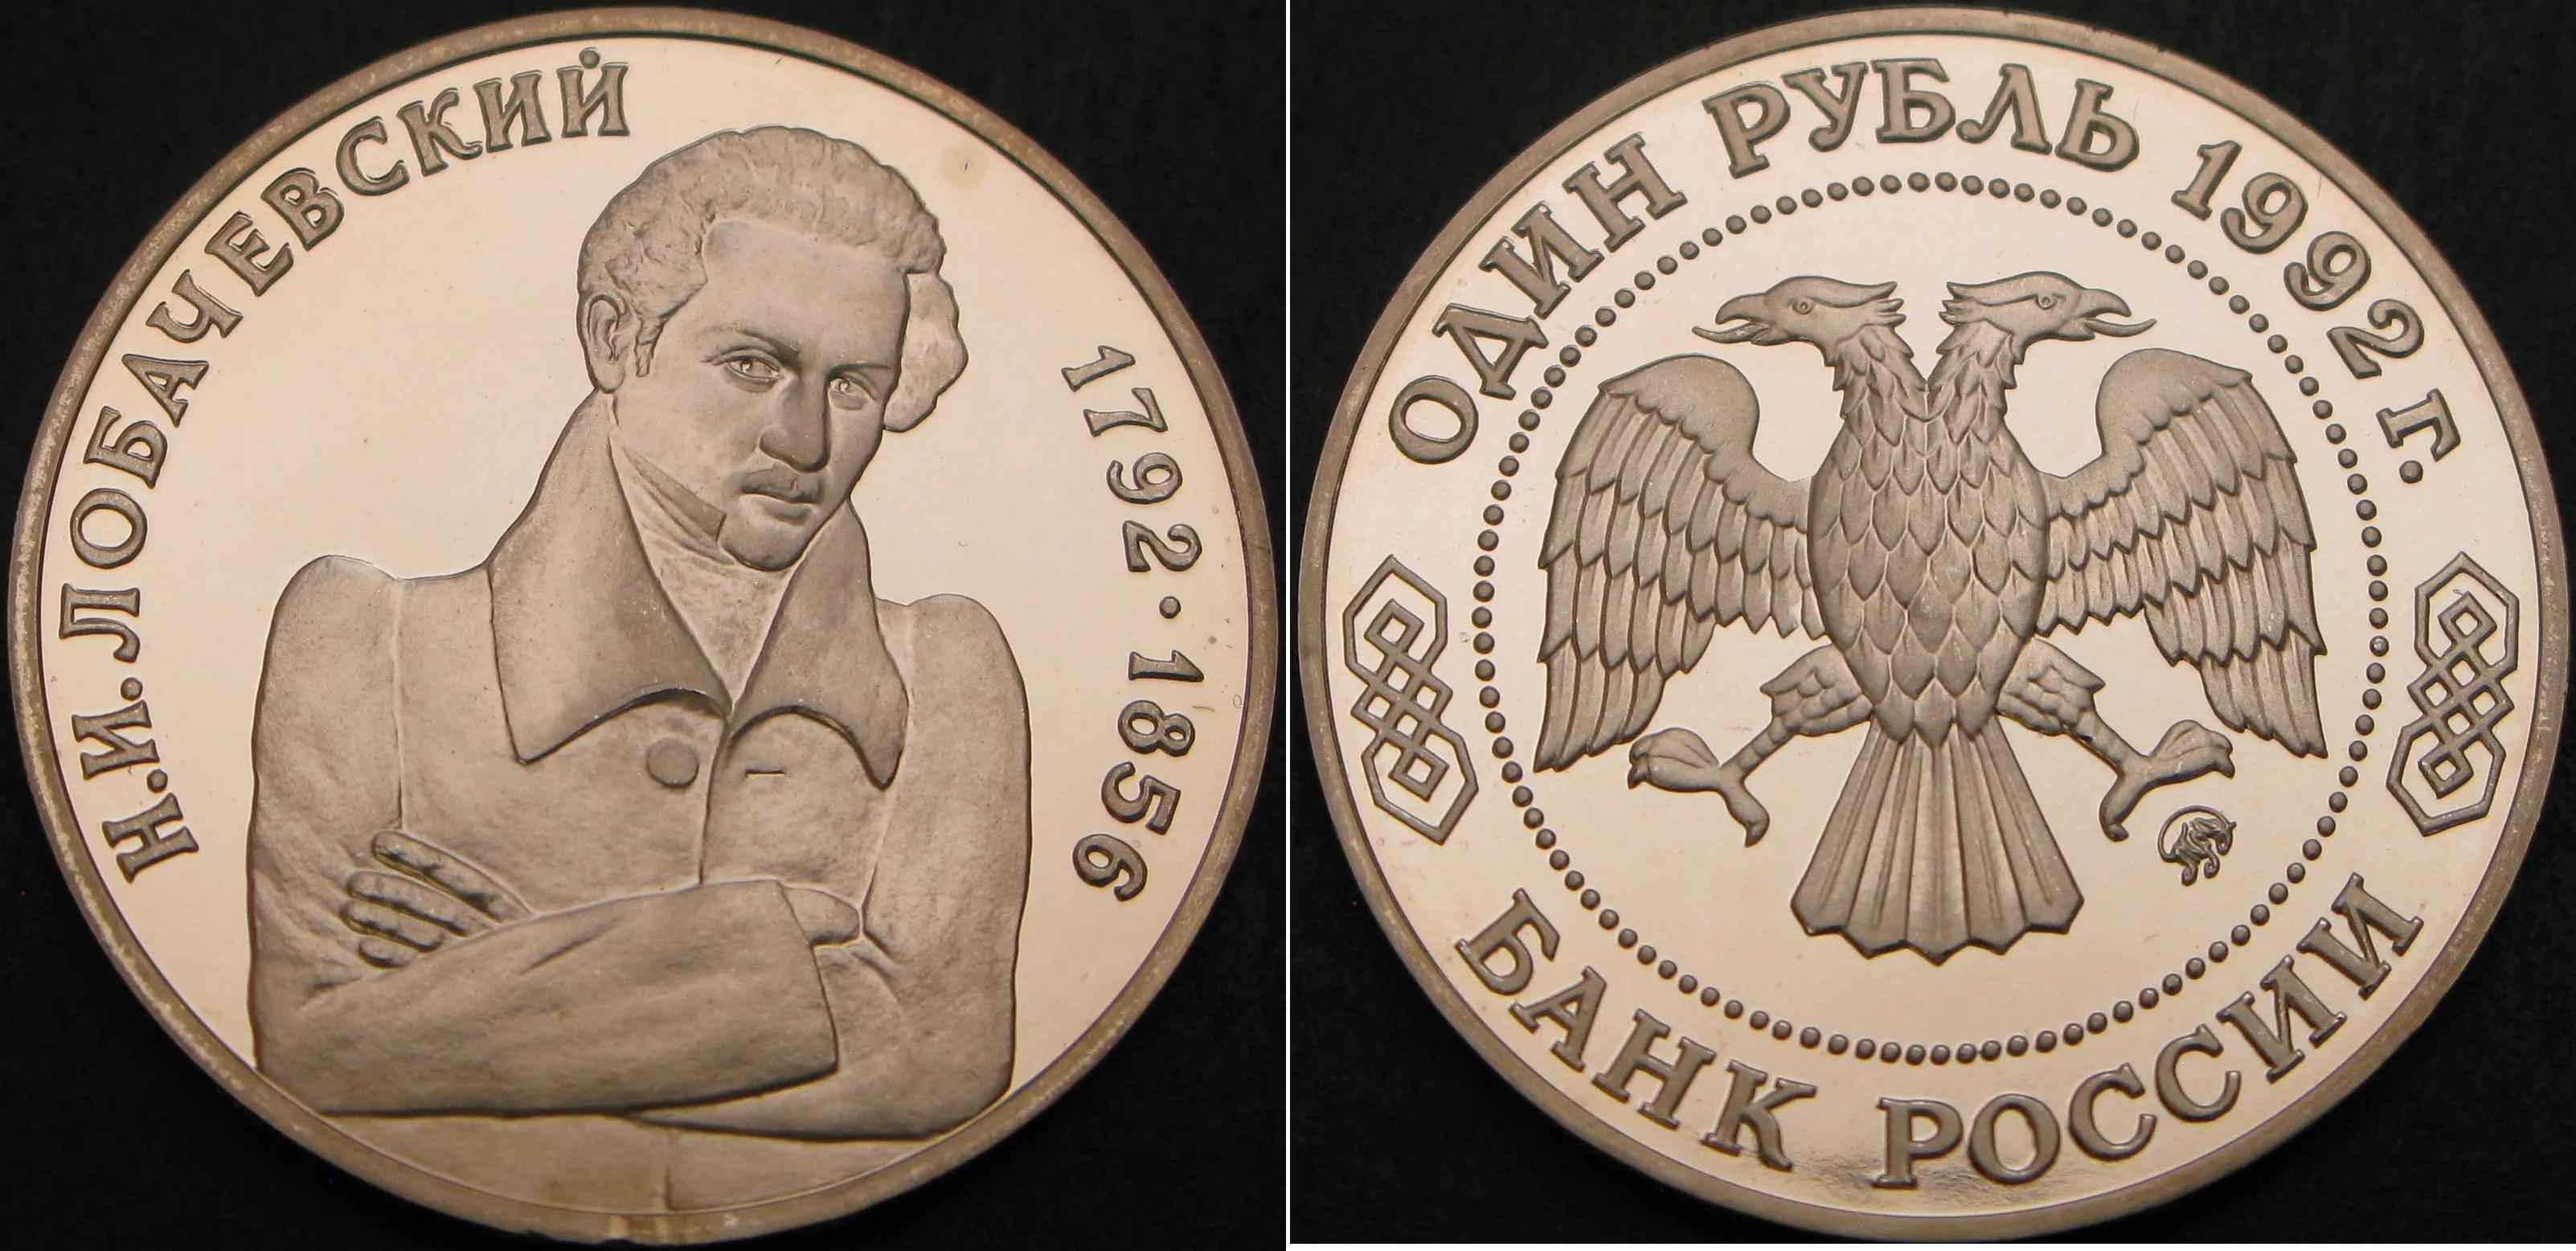 Н.И.ЛОБАЧЕВСКИЙ
1792·1856
ОДИН РУБЛЬ 1992 г.
БАНК РОССИИ